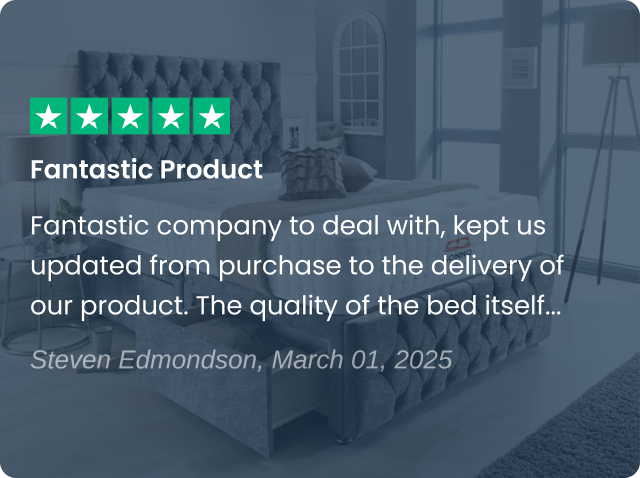 Fantastic Product
Fantastic company to deal with, kept us
updated from purchase to the delivery of
our product. The quality of the bed itself...
Steven Edmondson, March 01, 2025